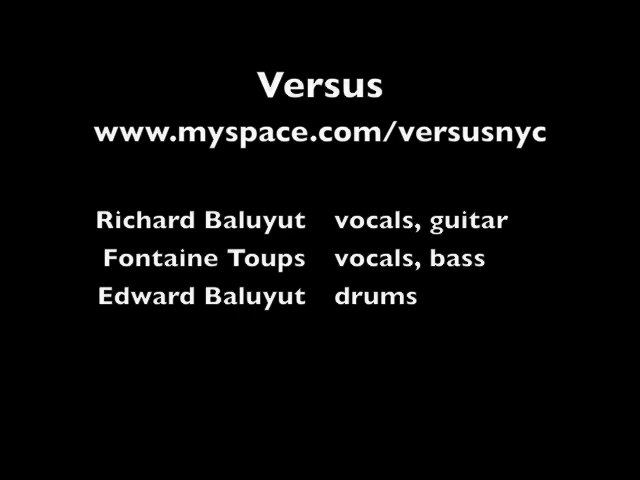 Versus
www.myspace.com/versusnyc
Richard Baluyut vocals, guitar
Fontaine Toups vocals, bass
Edward Baluyut drums